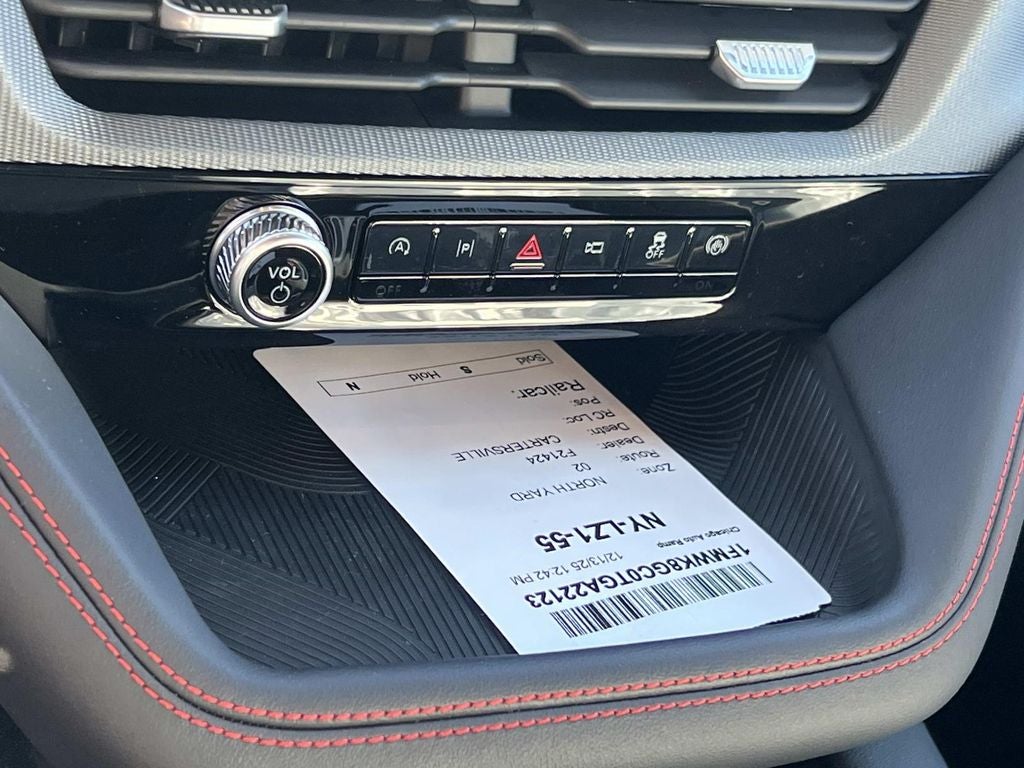 VOL
A
P
OFF
OFF
ON
1FMWK8GC0TGA22123
Chicago Auto Ramp 12/13/25 12:42 PM
NY-LZ1-55
Zone: NORTH YARD
Route: 02
Dealer: F21424
Destn: CARTERSVILLE
RC Loc:
Pos:
Railcar:
Sold S Hold N